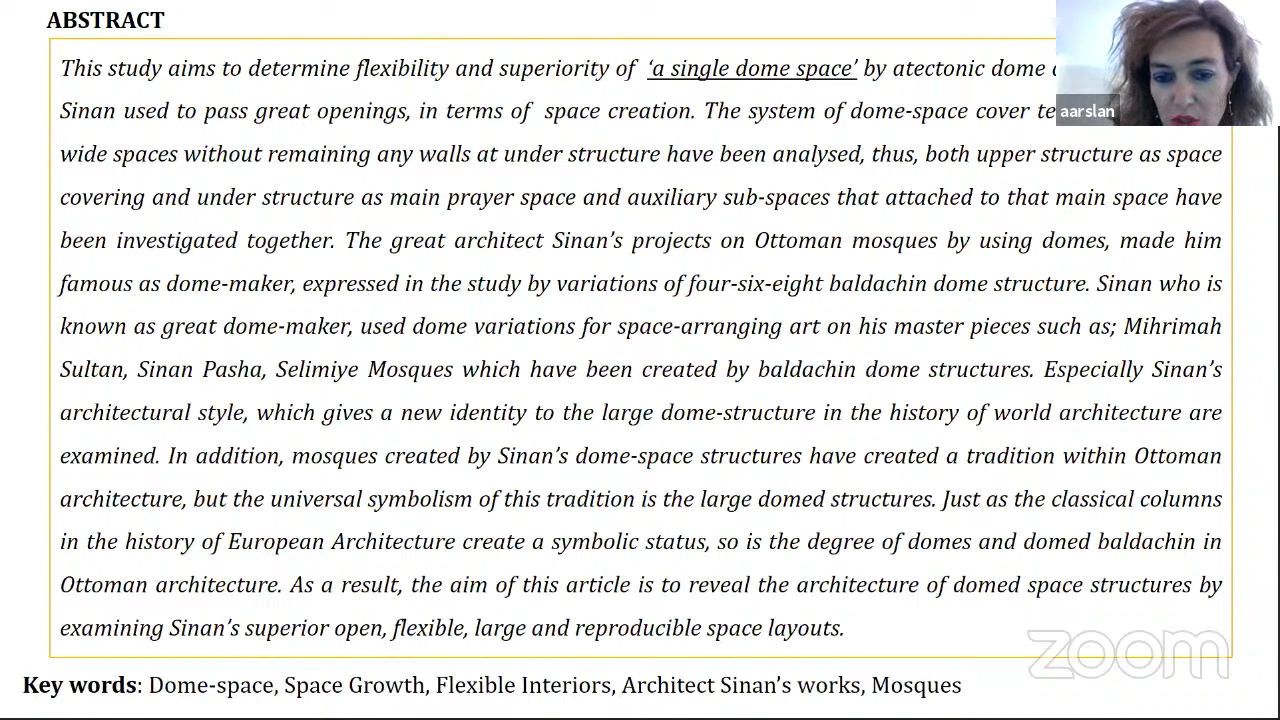 ABSTRACT
This study aims to determine flexibility and superiority of ‘a single dome space’ by atectonic dome
Sinan used to pass great openings, in terms of space creation. The system of dome-space cover
wide spaces without remaining any walls at under structure have been analysed, thus, both upper structure as space
covering and under structure as main prayer space and auxiliary sub-spaces that attached to that main space have
been investigated together. The great architect Sinan’s projects on Ottoman mosques by using domes, made him
famous as dome-maker, expressed in the study by variations of four-six-eight baldachin dome structure. Sinan who is
known as great dome-maker, used dome variations for space-arranging art on his master pieces such as; Mihrimah
Sultan, Sinan Pasha, Selimiye Mosques which have been created by baldachin dome structures. Especially Sinan’s
architectural style, which gives a new identity to the large dome-structure in the history of world architecture are
examined. In addition, mosques created by Sinan’s dome-space structures have created a tradition within Ottoman
architecture, but the universal symbolism of this tradition is the large domed structures. Just as the classical columns
in the history of European Architecture create a symbolic status, so is the degree of domes and domed baldachin in
Ottoman architecture. As a result, the aim of this article is to reveal the architecture of domed space structures by
examining Sinan’s superior open, flexible, large and reproducible space layouts.
Key words: Dome-space, Space Growth, Flexible Interiors, Architect Sinan’s works, Mosques
aarslan
zoom